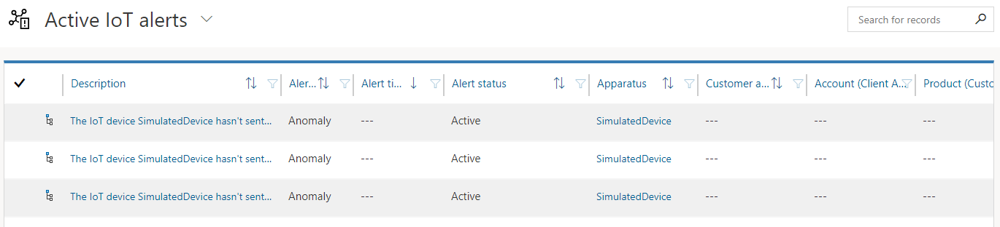 Active IoT alerts
Search for records
Description Aler... Alert ti... Alert status Apparatus Customer a... Account (Client A... Product (Custo
The IoT device SimulatedDevice hasn't sent... Anomaly --- Active SimulatedDevice --- --- ---
The IoT device SimulatedDevice hasn't sent... Anomaly --- Active SimulatedDevice --- --- ---
The IoT device SimulatedDevice hasn't sent... Anomaly --- Active SimulatedDevice --- --- ---